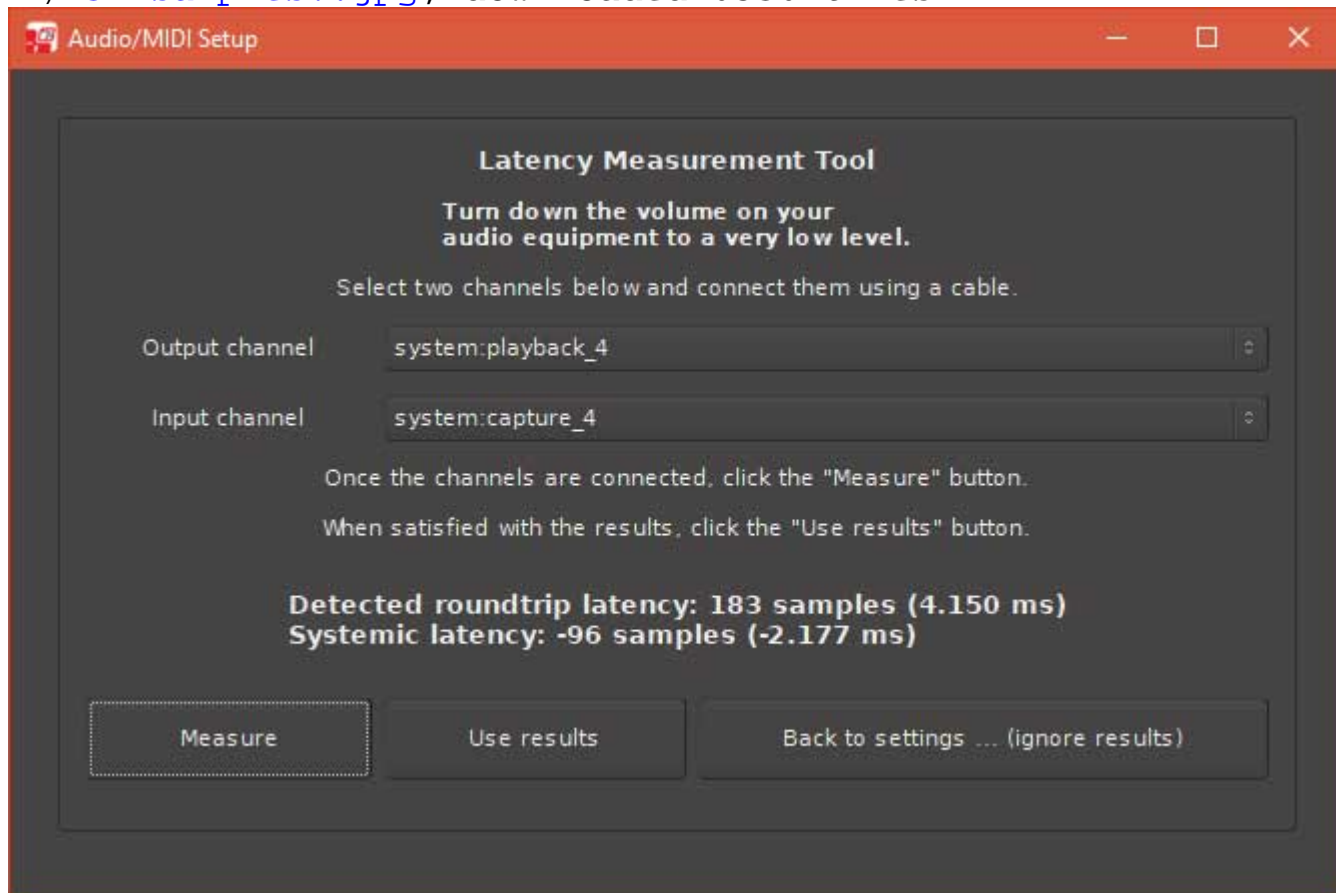 Audio/MIDI Setup
Latency Measurement Tool
Turn down the volume on your
audio equipment to a very low level.
Select two channels below and connect them using a cable.
Output channel system:playback_4
Input channel system:capture_4
Once the channels are connected, click the "Measure" button.
When satisfied with the results, click the "Use results" button.
Detected roundtrip latency: 183 samples (4.150 ms)
Systemic latency: -96 samples (-2.177 ms)
Measure Use results Back to settings ... (ignore results)